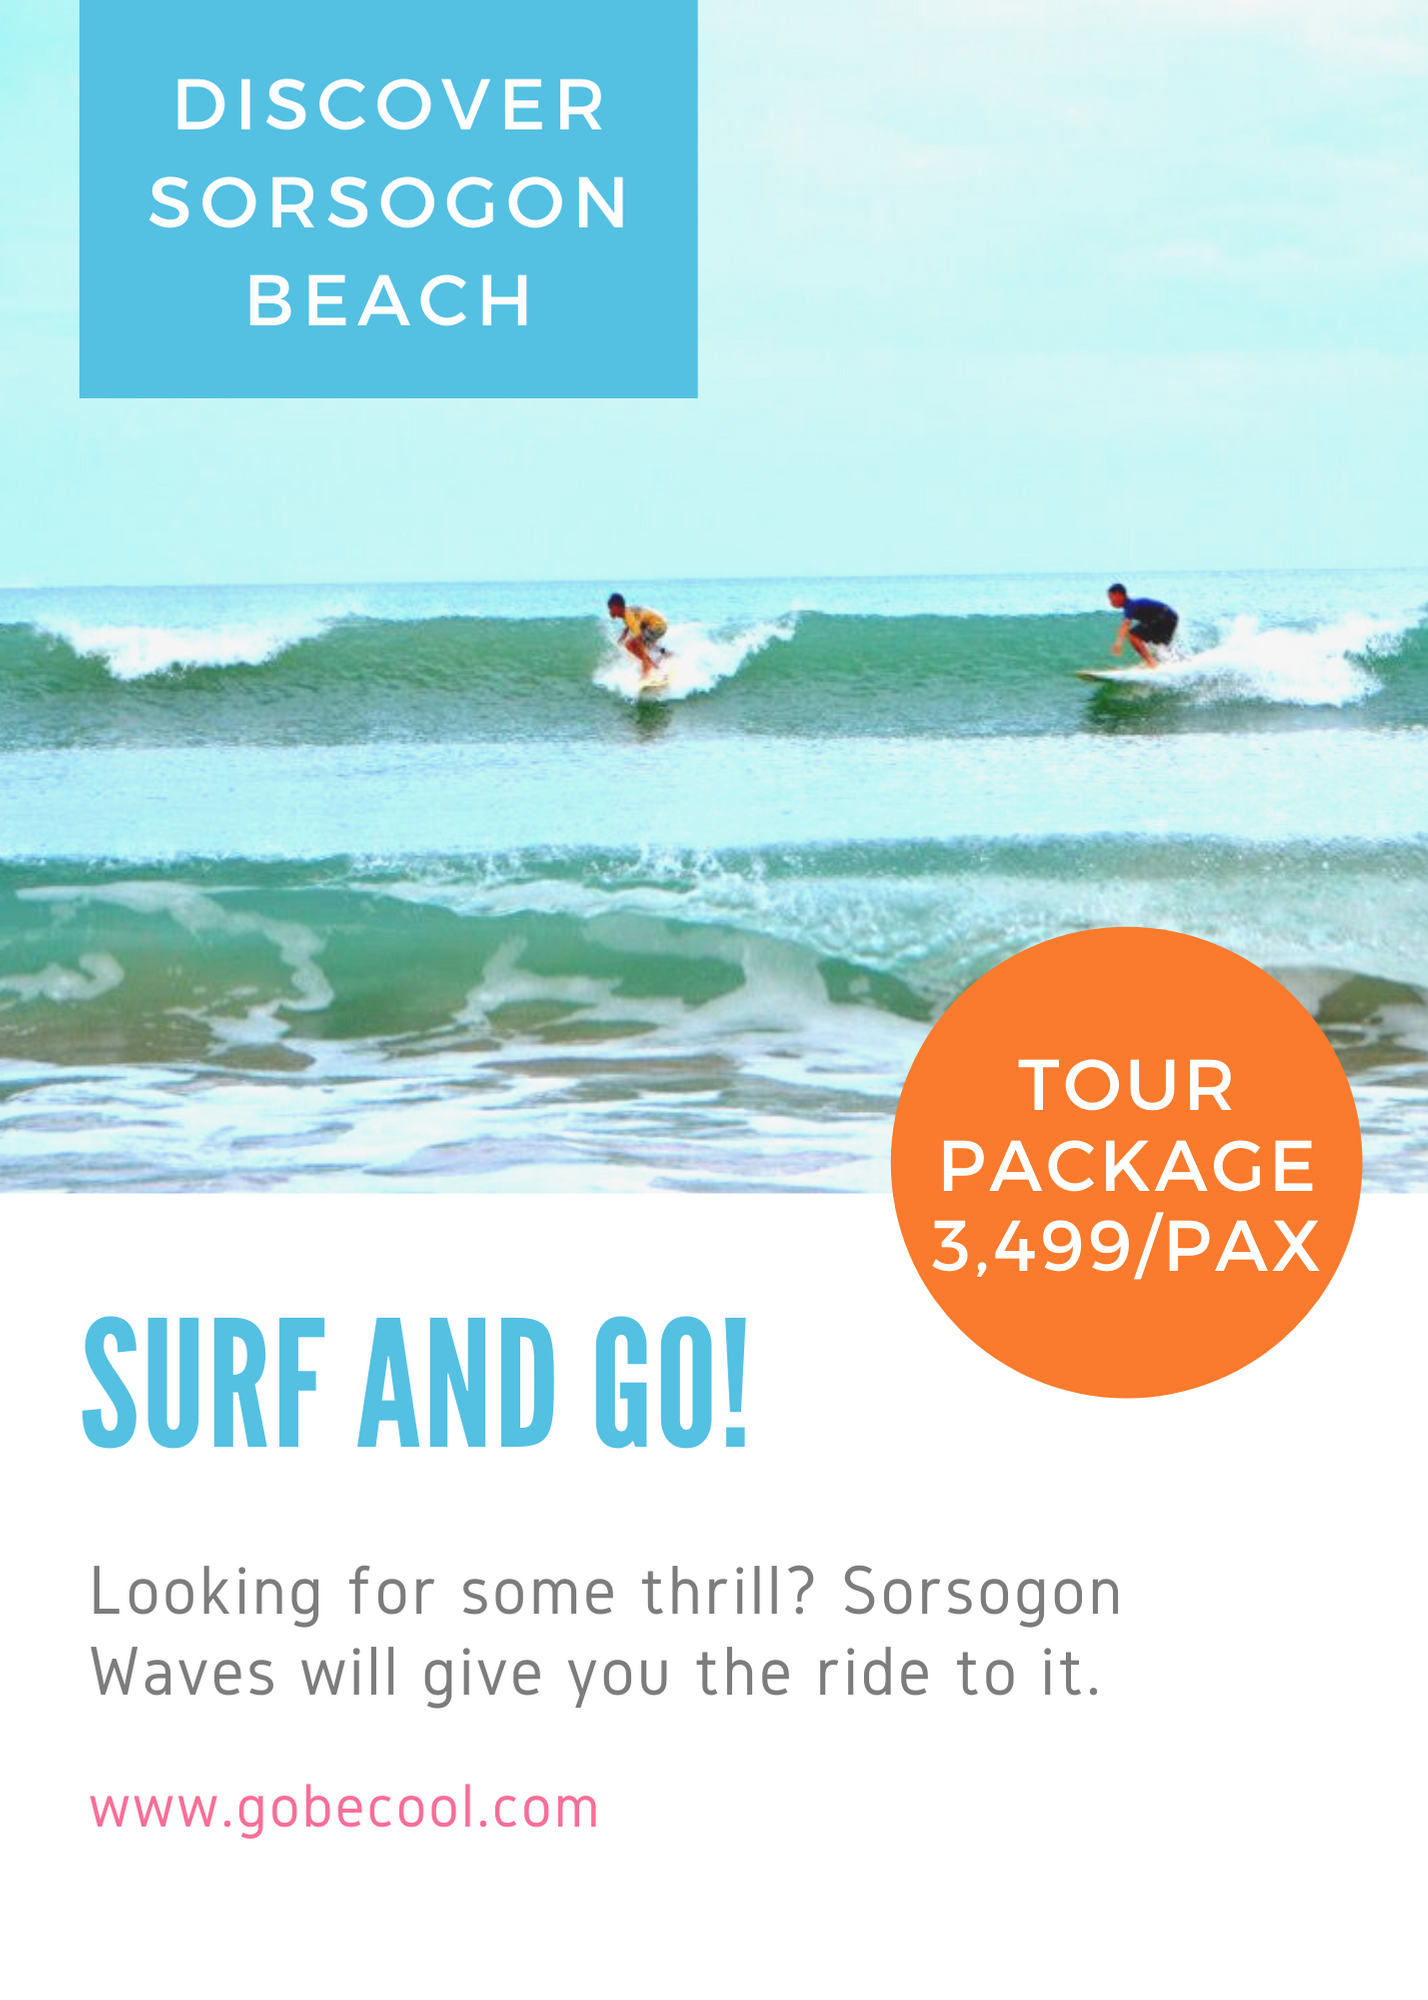 DISCOVER
SORSOGON
BEACH
TOUR
PACKAGE
3,499/PAX
SURF AND GO!
Looking for some thrill? Sorsogon
Waves will give you the ride to it.
www.gobecool.com